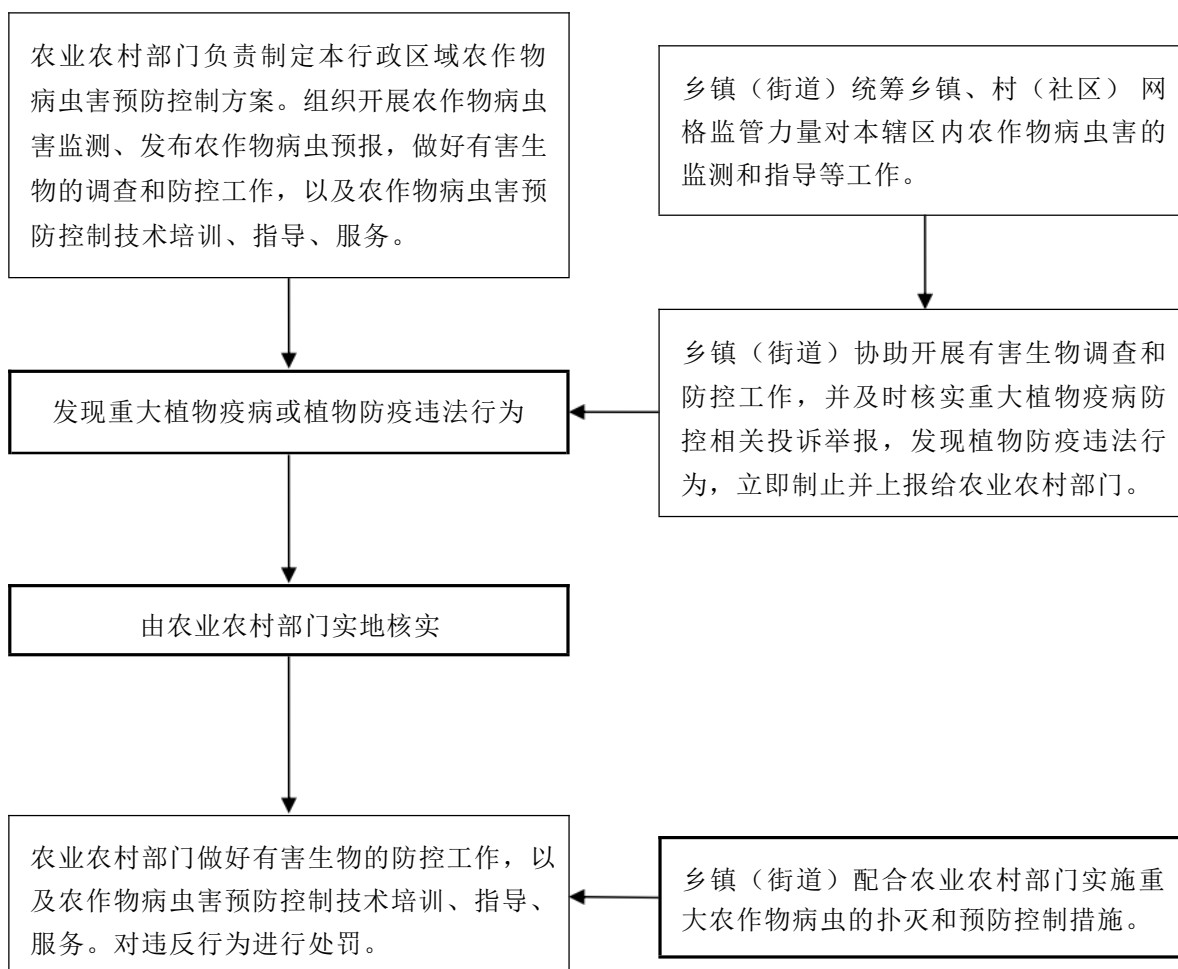 农业农村部门负责制定本行政区域农作物
病虫害预防控制方案。组织开展农作物病虫
害监测、发布农作物病虫预报，做好有害生
物的调查和防控工作，以及农作物病虫害预
防控制技术培训、指导、服务。
乡镇（街道）统筹乡镇、村（社区） 网
格监管力量对本辖区内农作物病虫害的
监测和指导等工作。
发现重大植物疫病或植物防疫违法行为
乡镇（街道）协助开展有害生物调查和
防控工作，并及时核实重大植物疫病防
控相关投诉举报，发现植物防疫违法行
为，立即制止并上报给农业农村部门。
由农业农村部门实地核实
农业农村部门做好有害生物的防控工作，以
及农作物病虫害预防控制技术培训、指导、
服务。对违反行为进行处罚。
乡镇（街道）配合农业农村部门实施重
大农作物病虫的扑灭和预防控制措施。